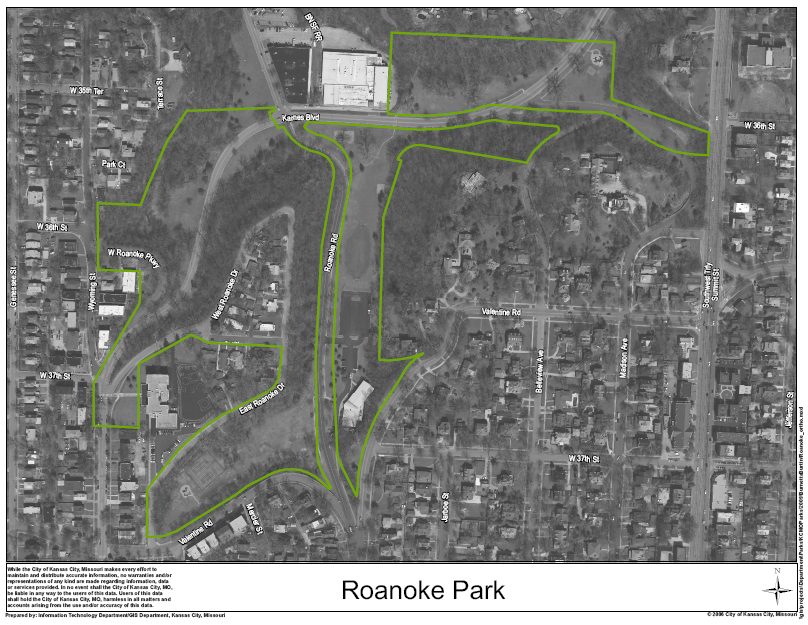 BNSF RR
W 35th Ter
Terrace St
Karnes Blvd
W 36th St
Park Ct
W 36th St
W Roanoke Pkwy
Genessee St
Wyoming St
West Roanoke Dr
Roanoke Rd
Southwest Trfy
Summit St
Valentine Rd
Belleview Ave
Madison Ave
W 37th St
East Roanoke Dr
Jefferson St
W 37th St
Valentine Rd
Mercier St
Jarboe St
While the City of Kansas City, Missouri makes every effort to
maintain and distribute accurate information, no warranties and/or
representations of any kind are made regarding information, data
or services provided. In no event shall the City of Kansas City, MO,
be liable in any way to the users of this data. Users of this data
shall hold the City of Kansas City, MO, harmless in all matters and
accounts arising from the use and/or accuracy of this data.
Roanoke Park
N
Prepared by: Information Technology Department/GIS Department, Kansas City, Missouri
© 2006 City of Kansas City, Missouri